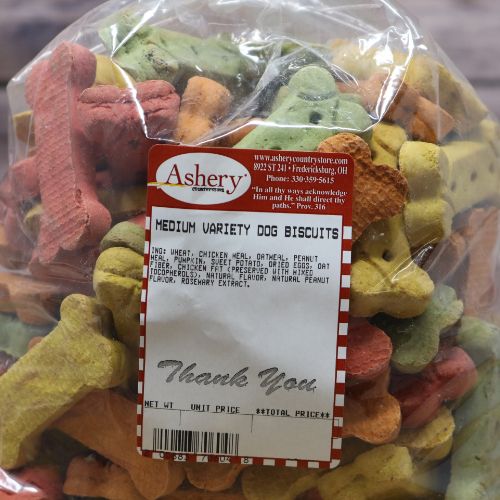 Ashery
COUNTRY STORE
www.asherycountrystore.com
8922 ST 241 • Fredericksburg, OH
Phone: 330-359-5615
"In all thy ways acknowledge
Him and He shall direct thy
paths." Prov. 316
MEDIUM VARIETY DOG BISCUITS
ING: WHEAT, CHICKEN MEAL, OATMEAL, PEANUT
MEAL, PUMPKIN, SWEET POTATO, DRIED EGGS, OAT
FIBER, CHICKEN FAT (PRESERVED WITH MIXED
TOCOPHEROLS), NATURAL FLAVOR, NATURAL PEANUT
FLAVOR, ROSEMARY EXTRACT.
Thank You
NET WT UNIT PRICE **TOTAL PRICE**